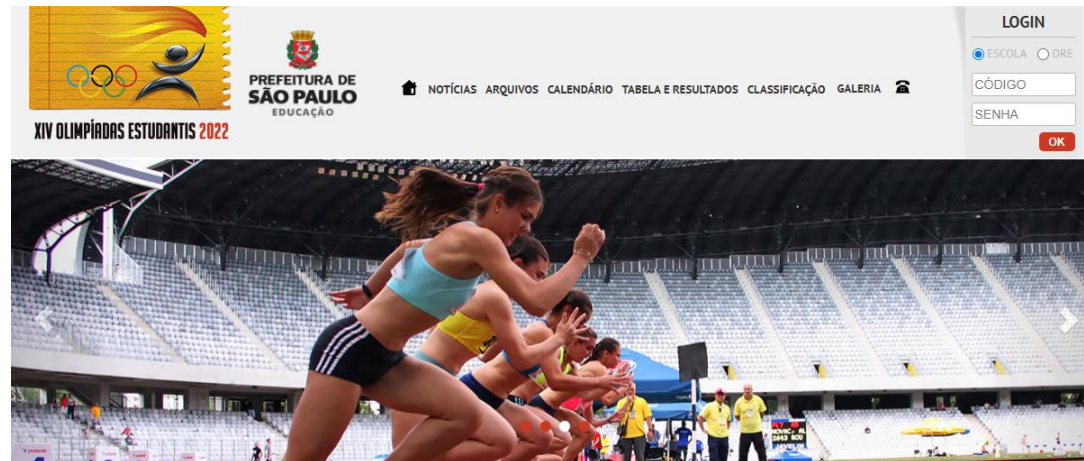 XIV OLIMPÍADAS ESTUDANTIS 2022
PREFEITURA DE
SÃO PAULO
EDUCAÇÃO
NOTÍCIAS ARQUIVOS CALENDÁRIO TABELA E RESULTADOS CLASSIFICAÇÃO GALERIA
LOGIN
ESCOLA DRE
CÓDIGO
SENHA
OK